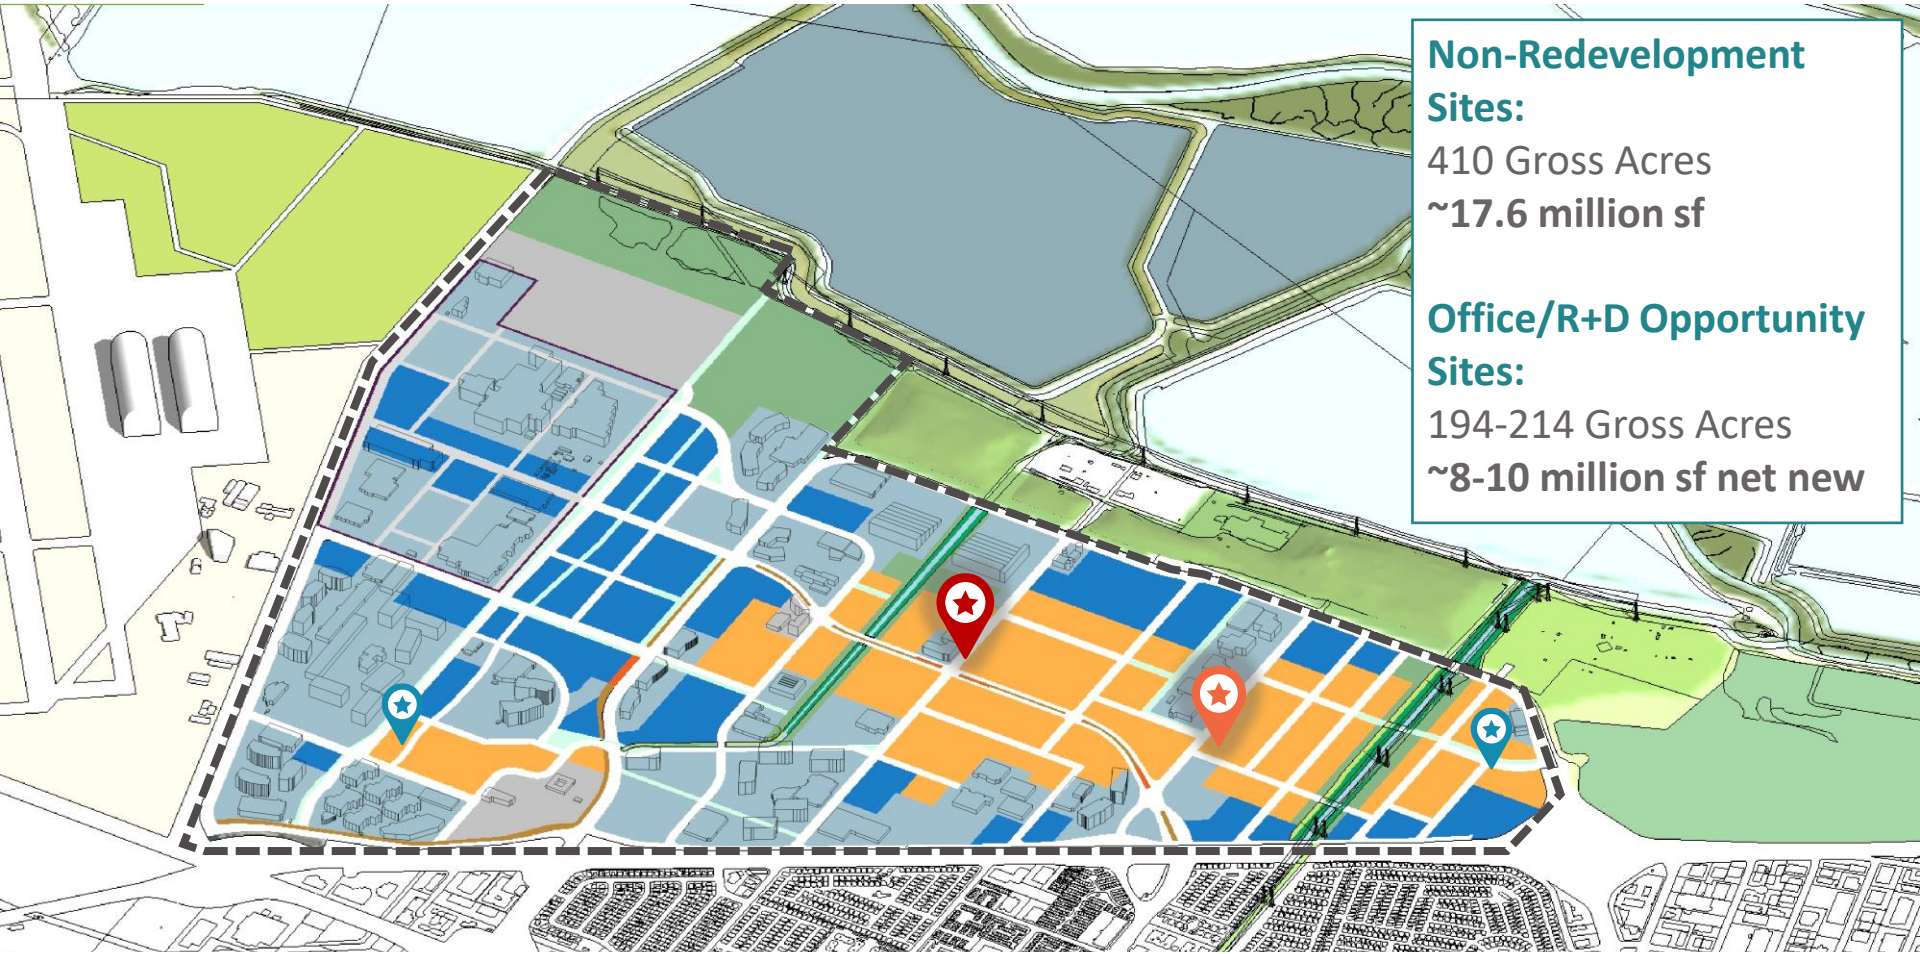 Non-Redevelopment
Sites:
410 Gross Acres
~17.6 million sf
Office/R+D Opportunity
Sites:
194-214 Gross Acres
~8-10 million sf net new